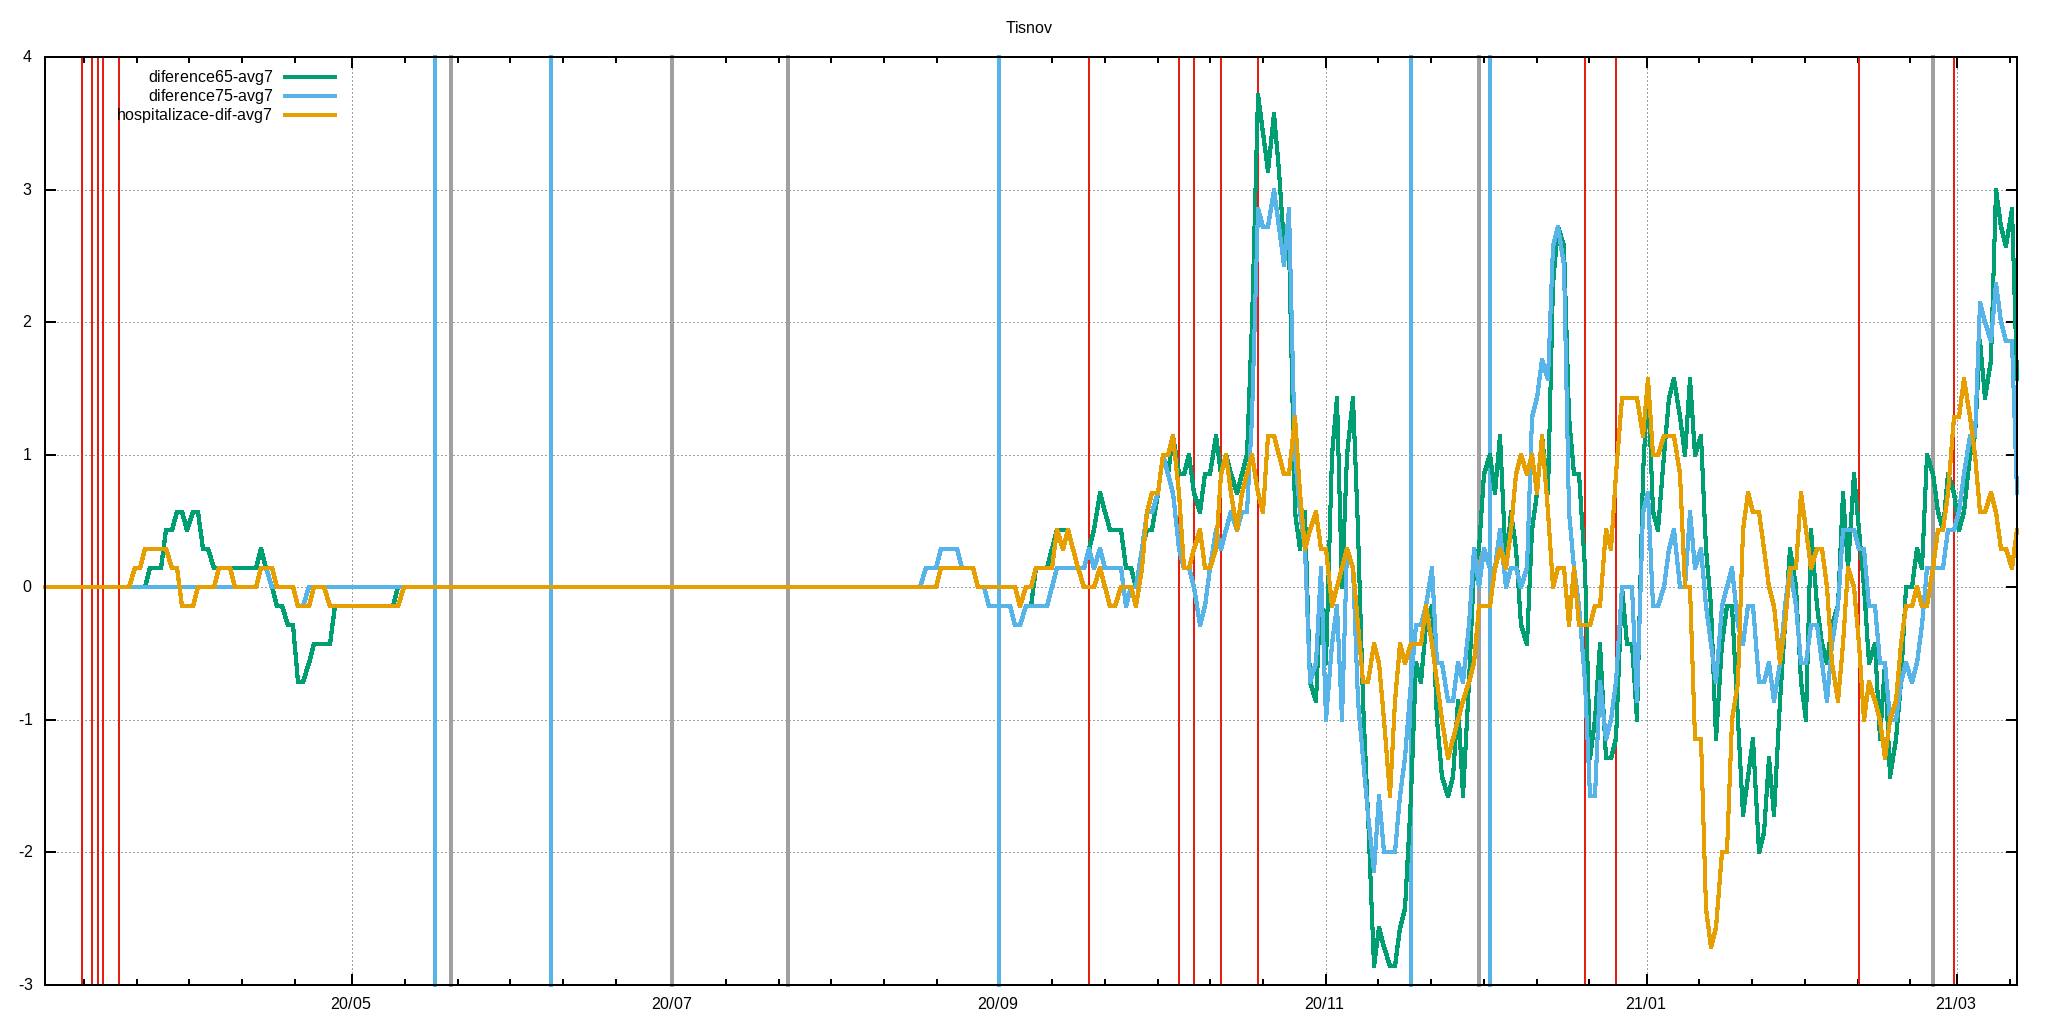 Tisnov
4
diference65-avg7
diference75-avg7
hospitalizace-dif-avg7
3
2
1
0
-1
-2
-3
20/05 20/07 20/09 20/11 21/01 21/03